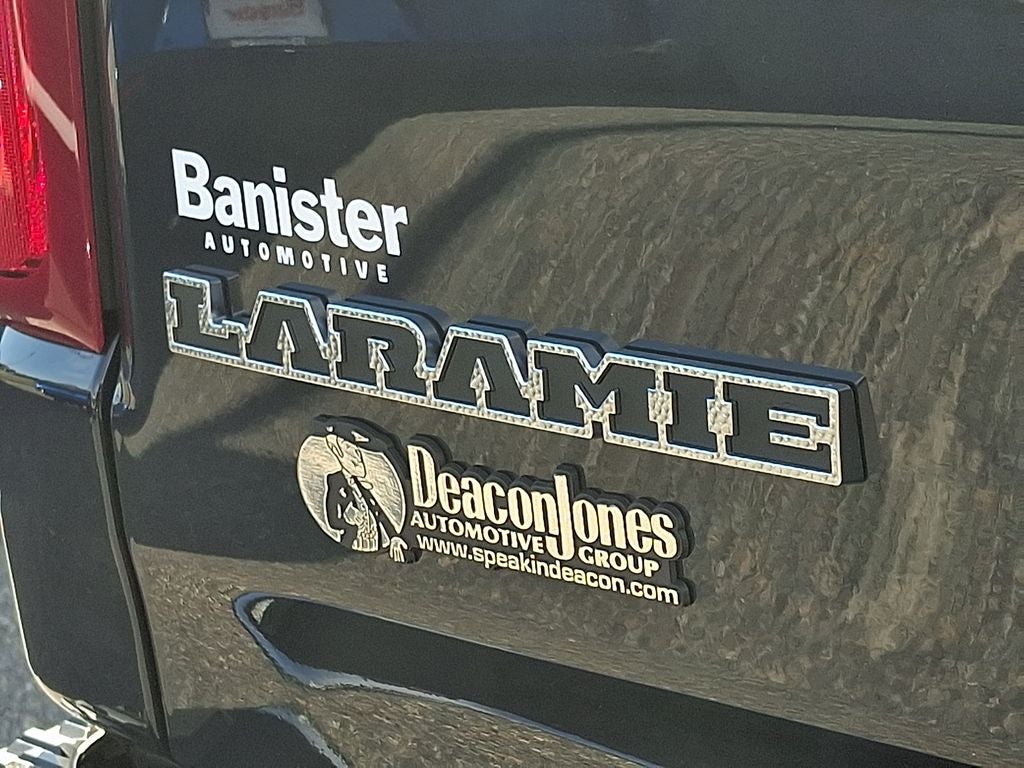 Banister
AUTOMOTIVE
LARAMIE
DeaconJones
AUTOMOTIVE GROUP
www.speakindeacon.com